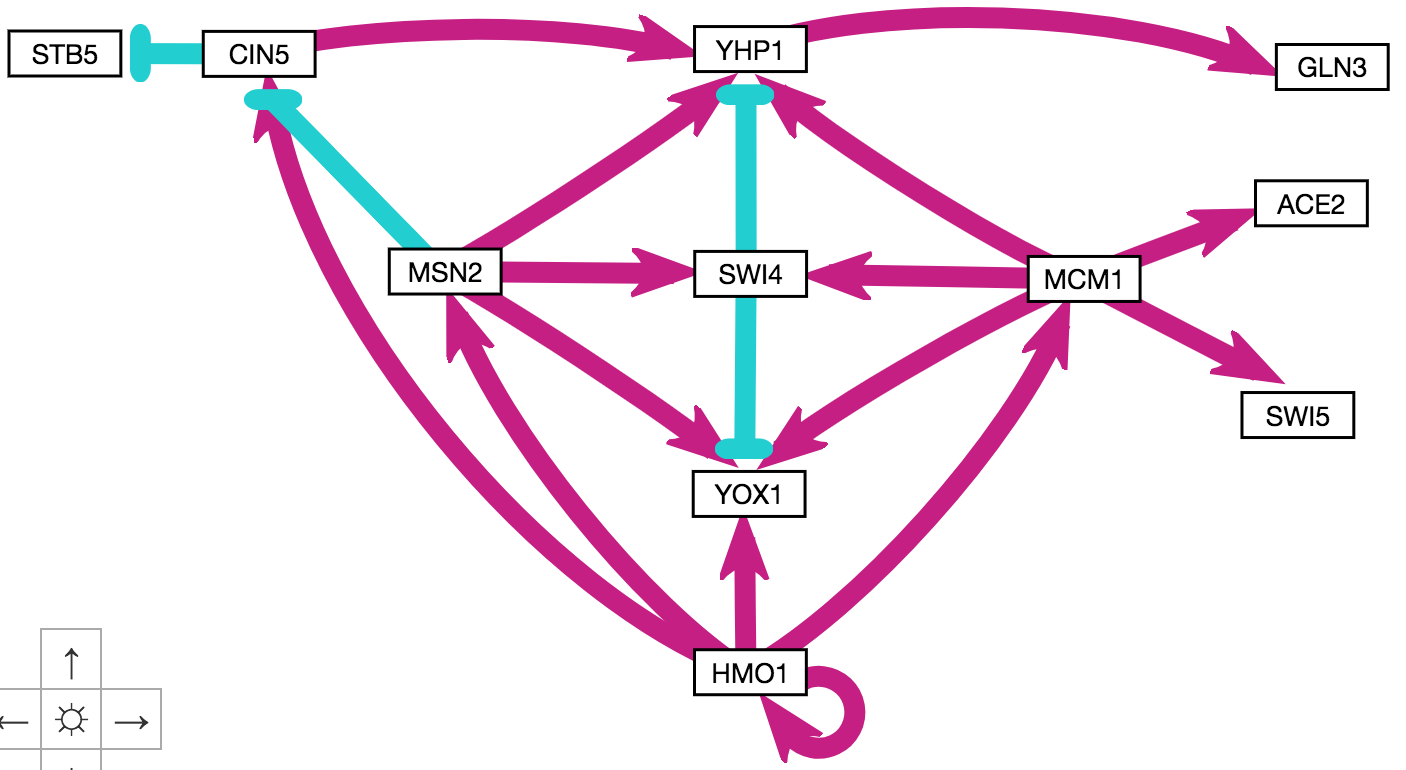 STB5
CIN5
YHP1
GLN3
ACE2
MSN2
SWI4
MCM1
SWI5
YOX1
HMO1